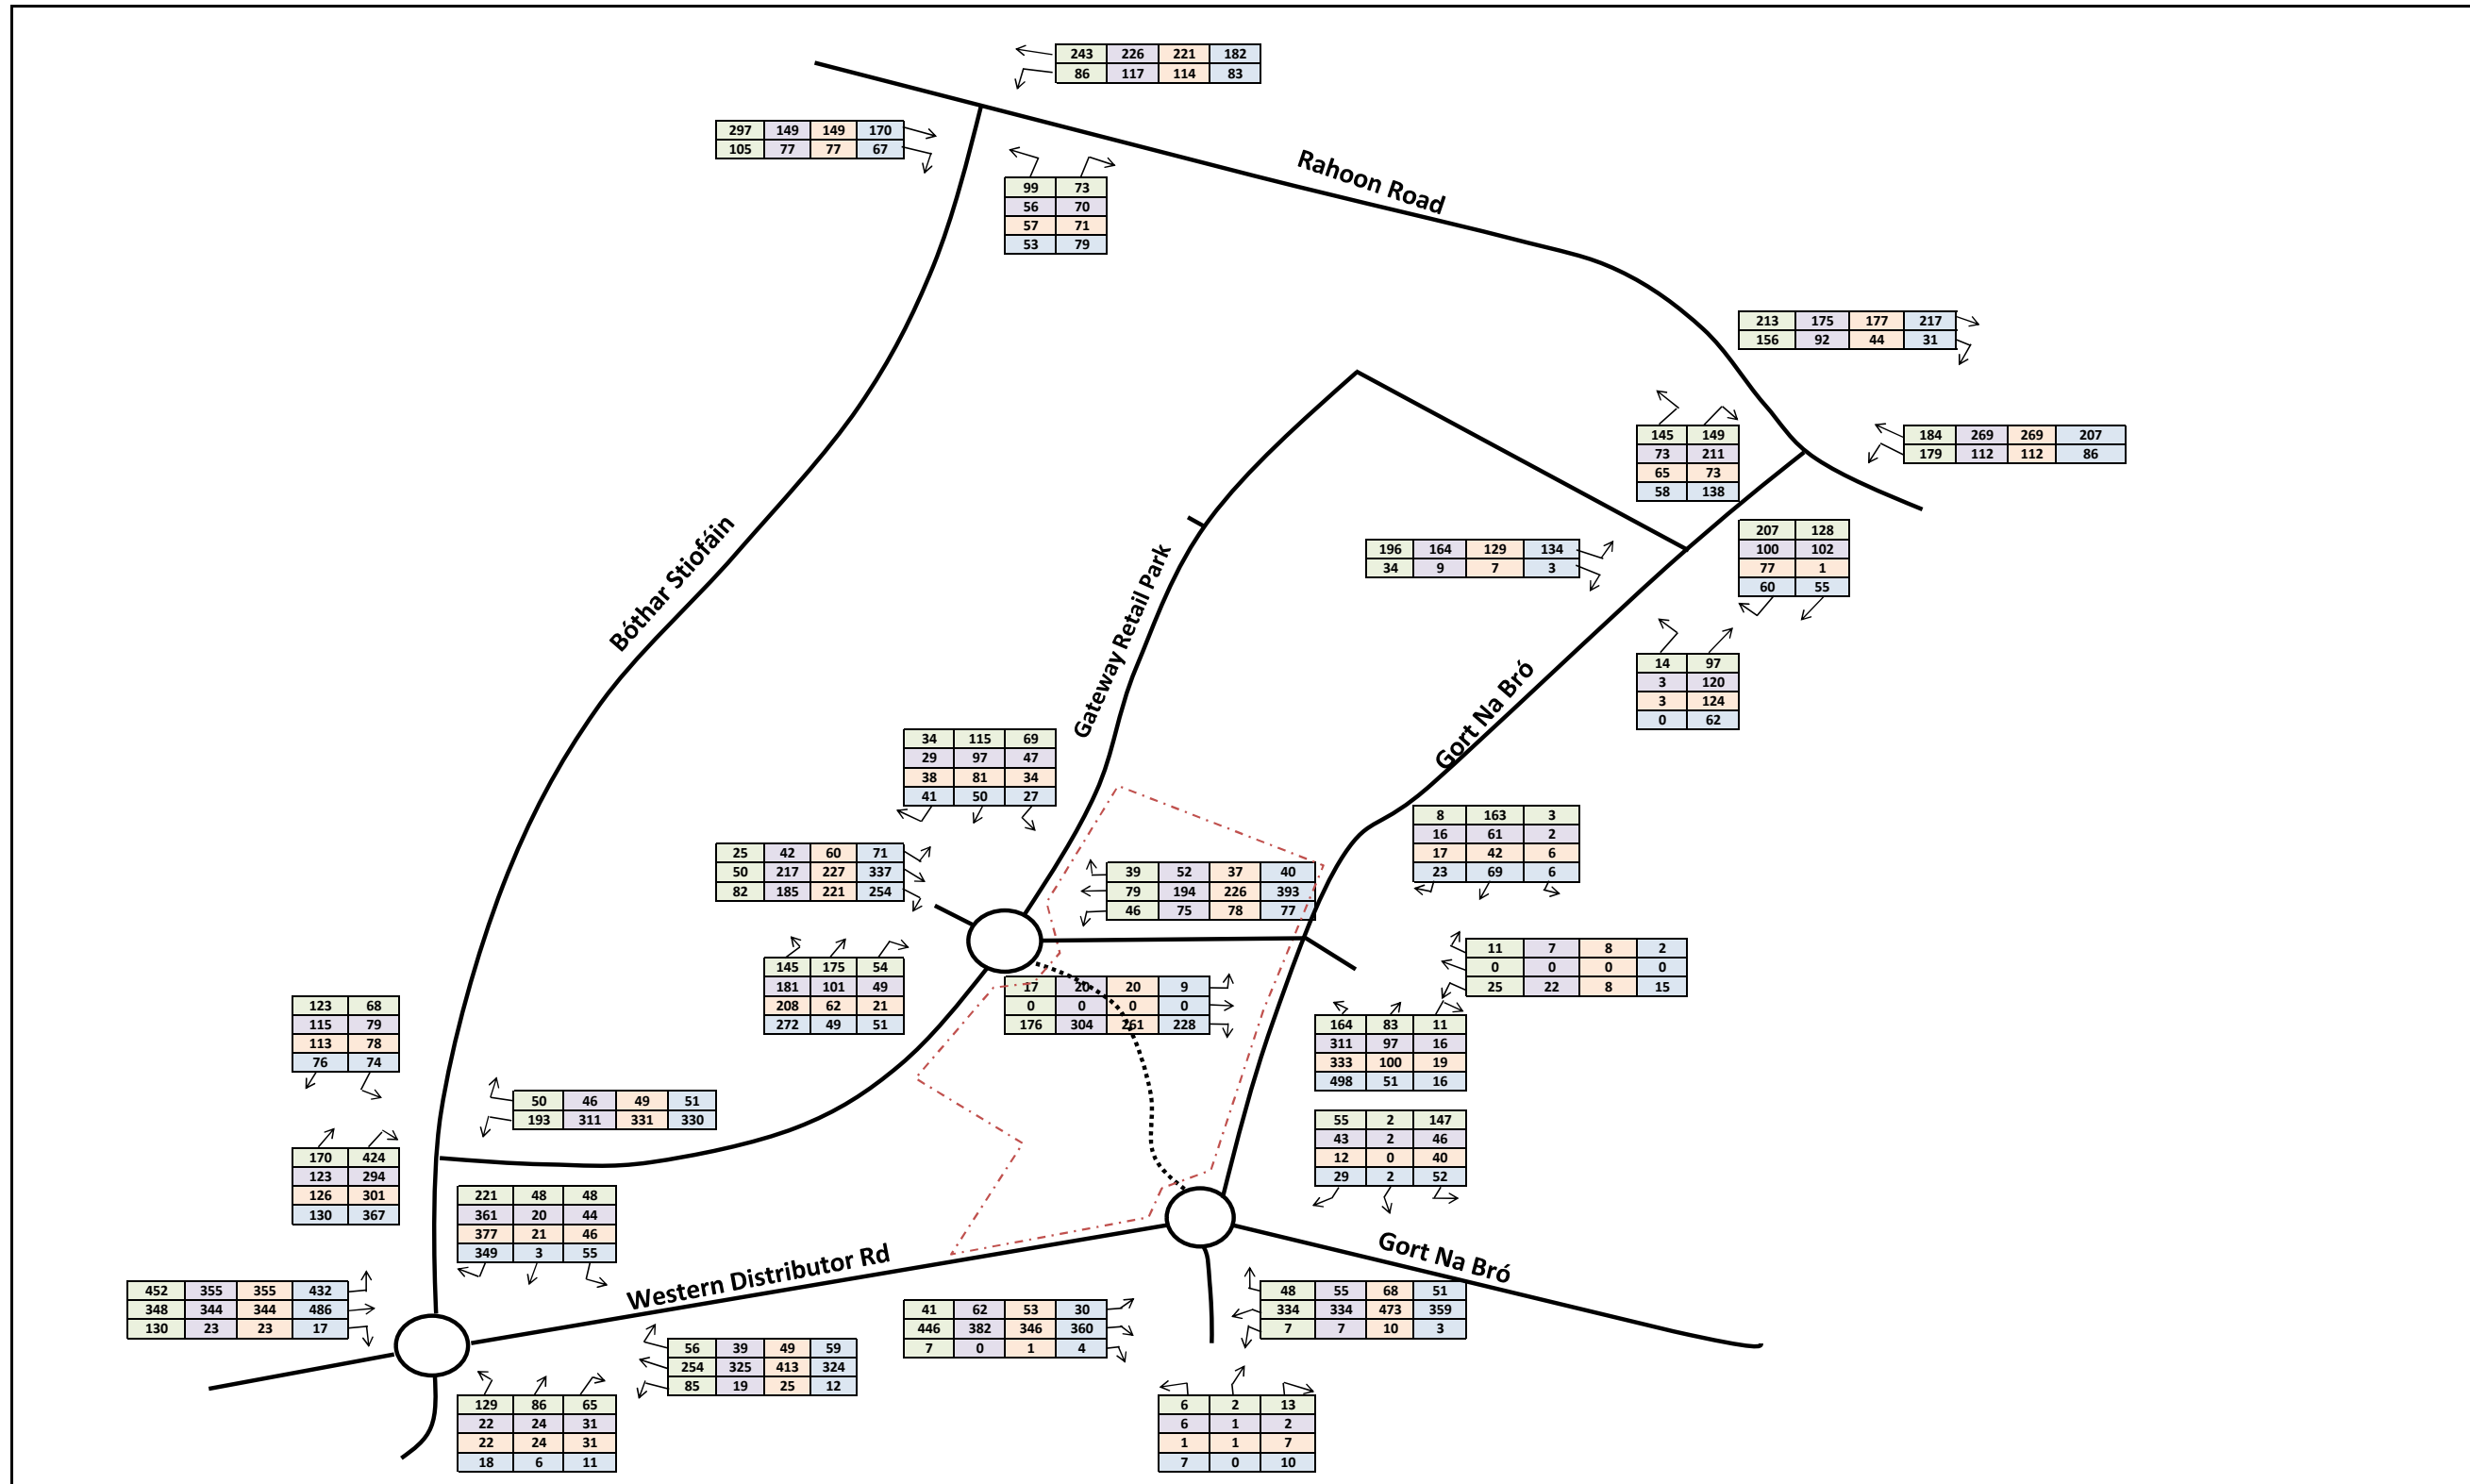 243 226 221 182
86 117 114 83
297 149 149 170
105 77 77 67
Rahoon Road
99 73
56 70
57 71
53 79
213 175 177 217
156 92 44 31
145 149
73 211
65 73
58 138
184 269 269 207
179 112 112 86
Bóthar Stiofáin
Gateway Retail Park
196 164 129 134
34 9 7 3
207 128
100 102
77 1
60 55
14 97
3 120
3 124
0 62
Gort Na Bró
34 115 69
29 97 47
38 81 34
41 50 27
8 163 3
16 61 2
17 42 6
23 69 6
25 42 60 71
50 217 227 337
82 185 221 254
39 52 37 40
79 194 226 393
46 75 78 77
11 7 8 2
0 0 0 0
25 22 8 15
145 175 54
181 101 49
208 62 21
272 49 51
17 20 20 9
0 0 0 0
176 304 261 228
123 68
115 79
113 78
76 74
164 83 11
311 97 16
333 100 19
498 51 16
50 46 49 51
193 311 331 330
55 2 147
43 2 46
12 0 40
29 2 52
170 424
123 294
126 301
130 367
221 48 48
361 20 44
377 21 46
349 3 55
Western Distributor Rd
Gort Na Bró
452 355 355 432
348 344 344 486
130 23 23 17
41 62 53 30
446 382 346 360
7 0 1 4
48 55 68 51
334 334 473 359
7 7 10 3
56 39 49 59
254 325 413 324
85 19 25 12
129 86 65
22 24 31
22 24 31
18 6 11
6 2 13
6 1 2
1 1 7
7 0 10